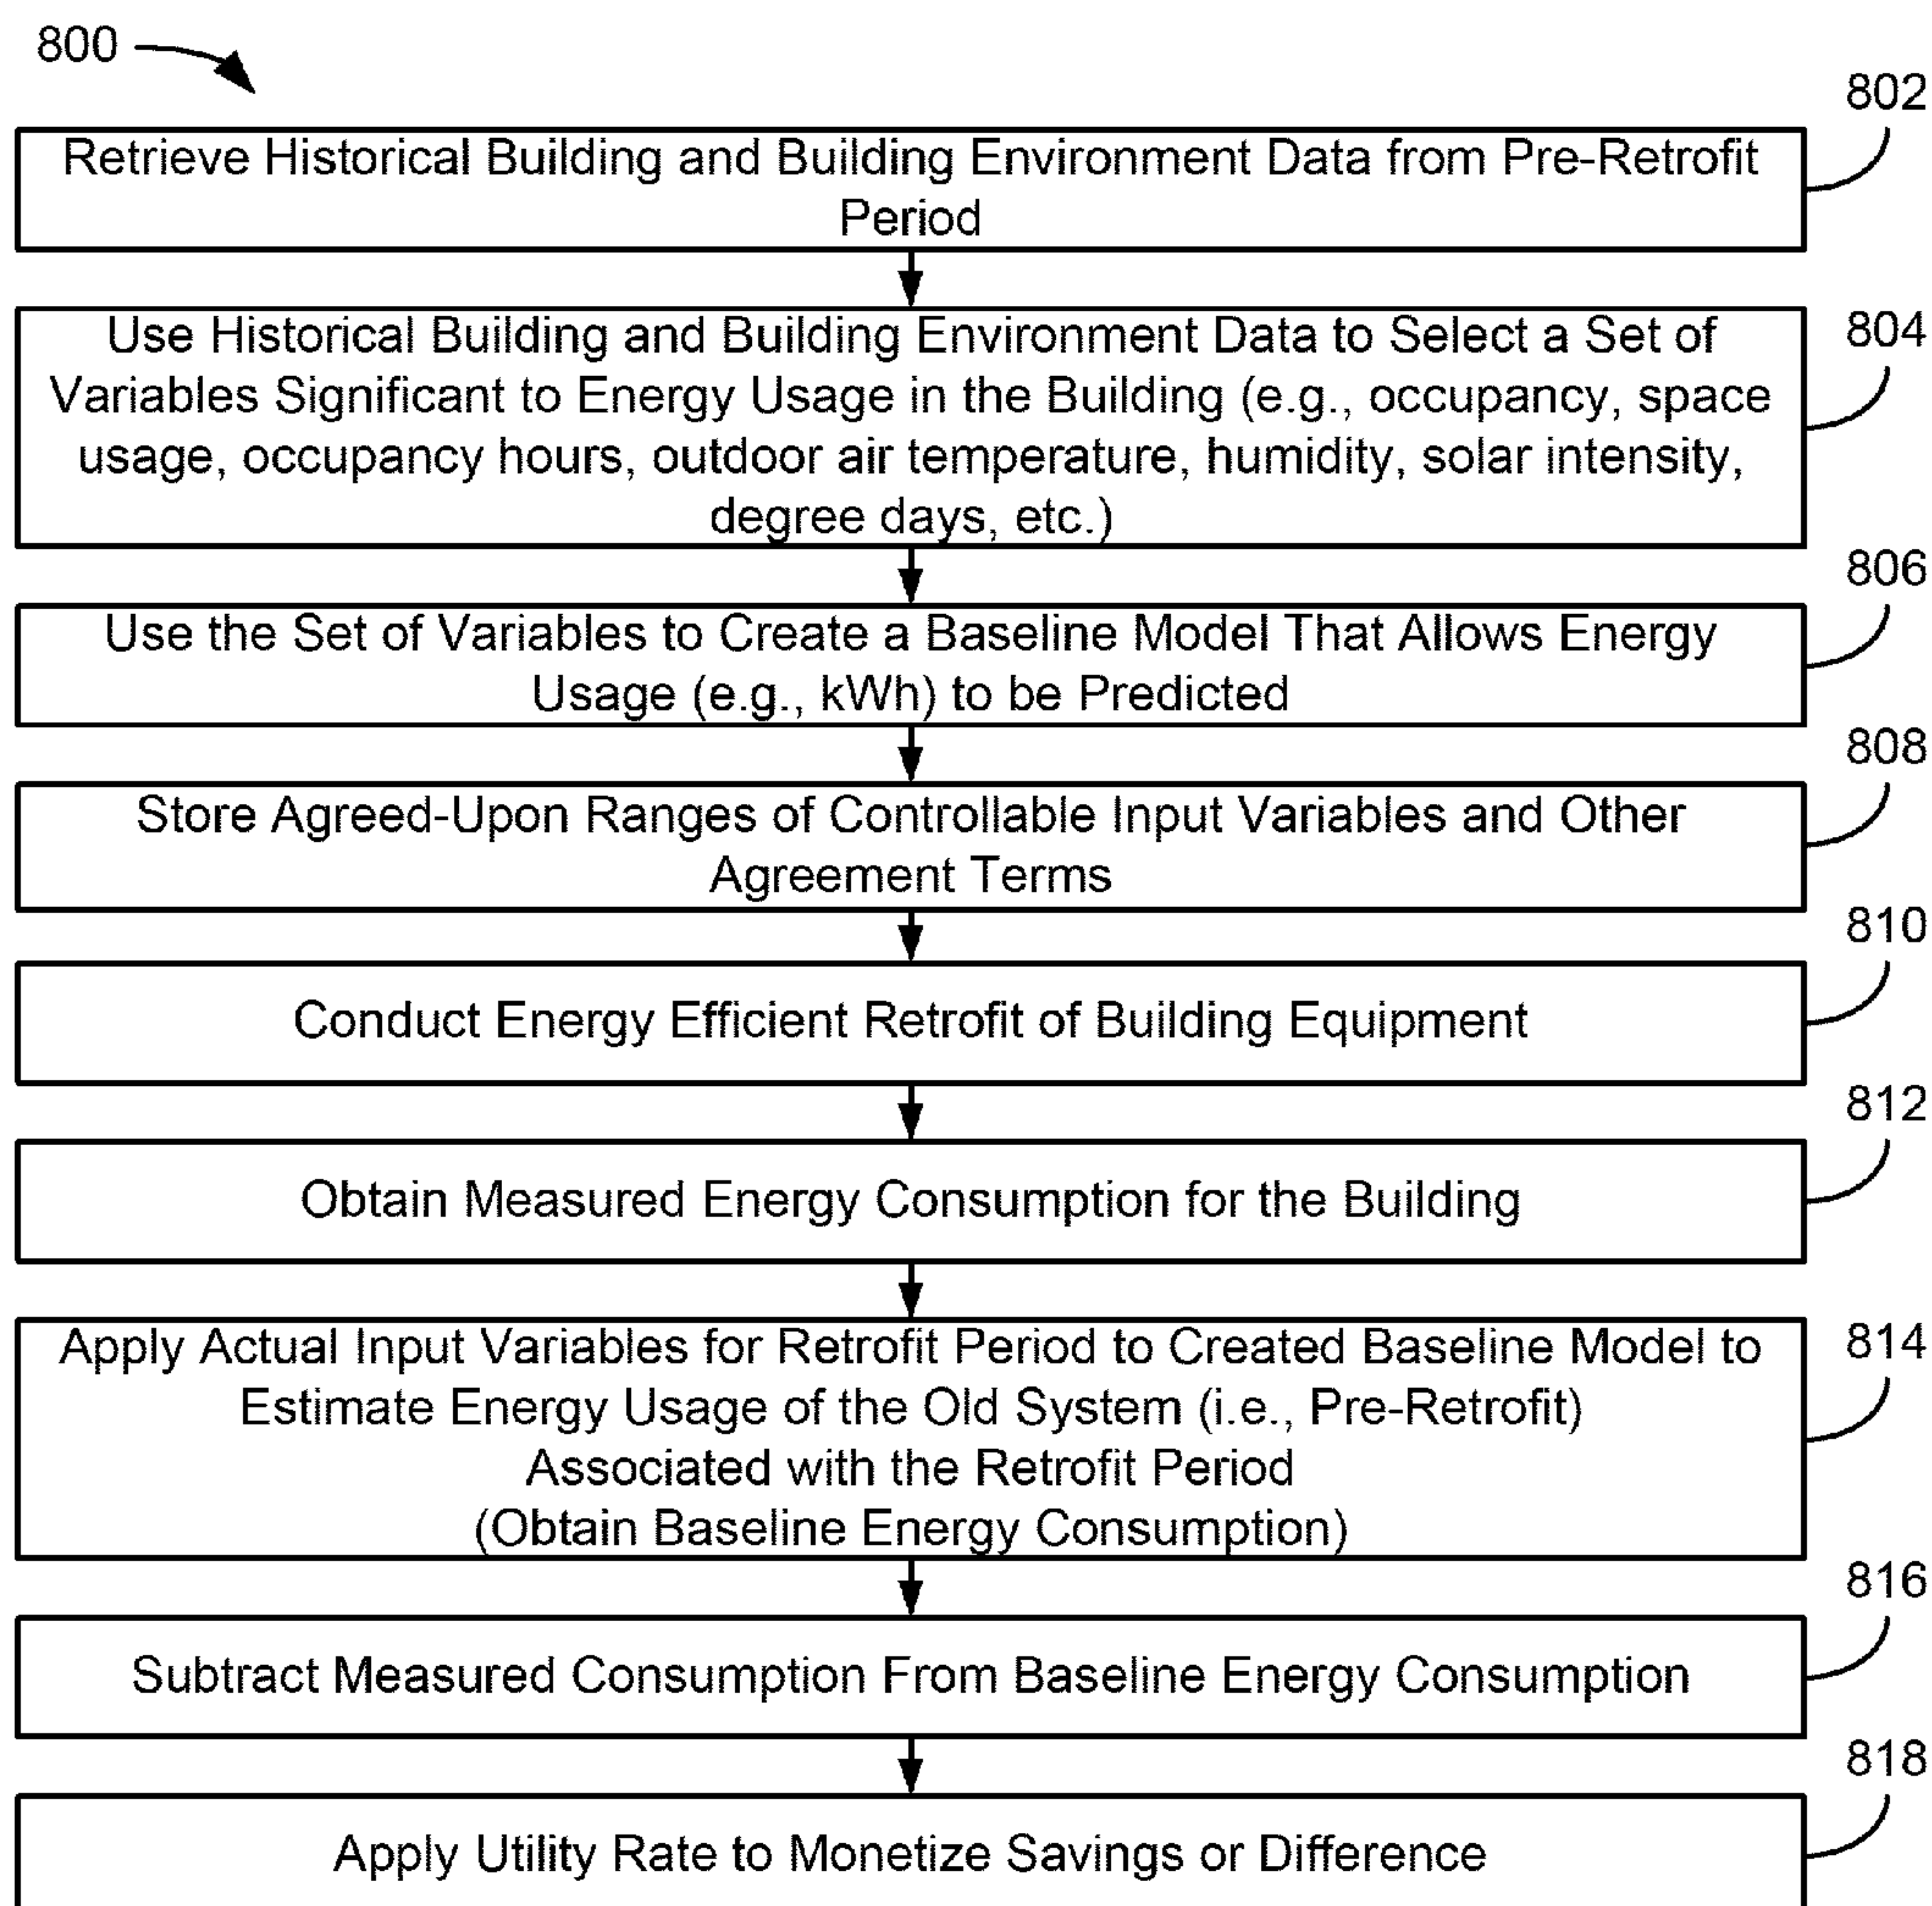 800
802
Retrieve Historical Building and Building Environment Data from Pre-Retrofit
Period
804
Use Historical Building and Building Environment Data to Select a Set of
Variables Significant to Energy Usage in the Building (e.g., occupancy, space
usage, occupancy hours, outdoor air temperature, humidity, solar intensity,
degree days, etc.)
806
Use the Set of Variables to Create a Baseline Model That Allows Energy
Usage (e.g., kWh) to be Predicted
808
Store Agreed-Upon Ranges of Controllable Input Variables and Other
Agreement Terms
810
Conduct Energy Efficient Retrofit of Building Equipment
812
Obtain Measured Energy Consumption for the Building
814
Apply Actual Input Variables for Retrofit Period to Created Baseline Model to
Estimate Energy Usage of the Old System (i.e., Pre-Retrofit)
Associated with the Retrofit Period
(Obtain Baseline Energy Consumption)
816
Subtract Measured Consumption From Baseline Energy Consumption
818
Apply Utility Rate to Monetize Savings or Difference